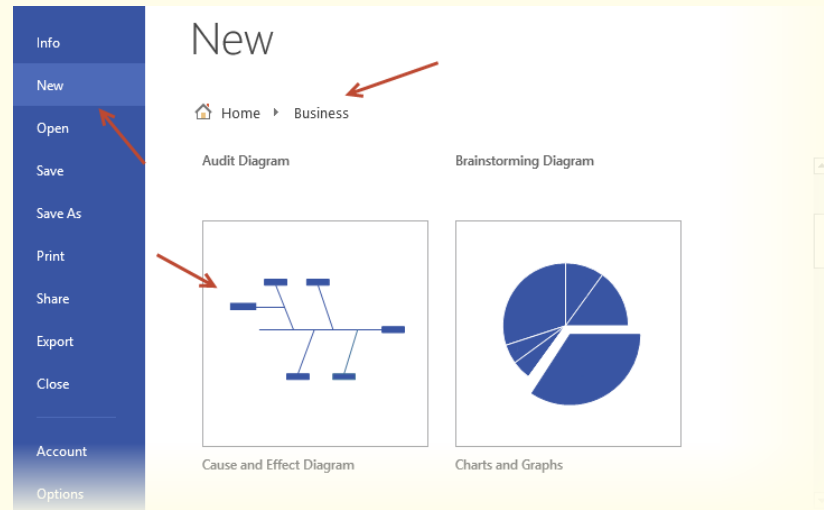 Info
New
Open
Save
Save As
Print
Share
Export
Close
Account
Options
New
Home Business
Audit Diagram Brainstorming Diagram
Cause and Effect Diagram Charts and Graphs